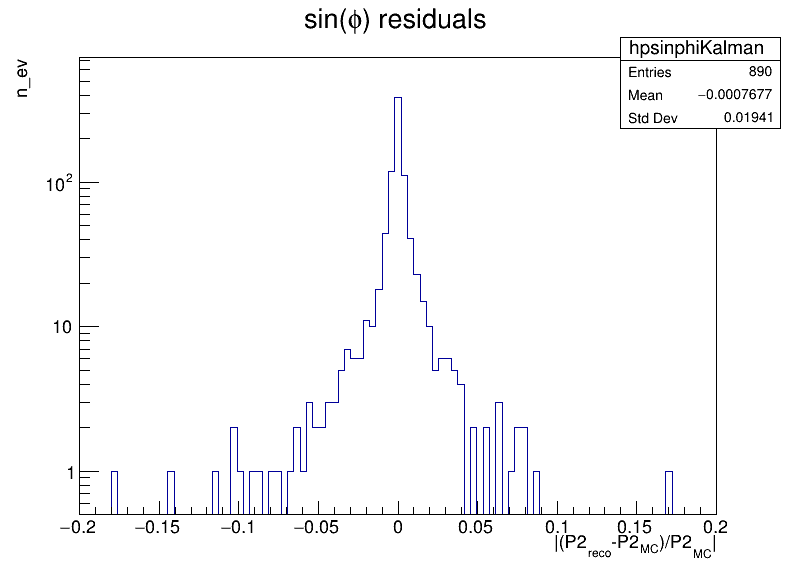 sin(ϕ) residuals
hpsinphiKalman
Entries 890
Mean −0.0007677
Std Dev 0.01941
n_ev
10²
10
1
−0.2 −0.15 −0.1 −0.05 0 0.05 0.1 0.15 0.2
|(P2reco-P2MC)/P2MC|